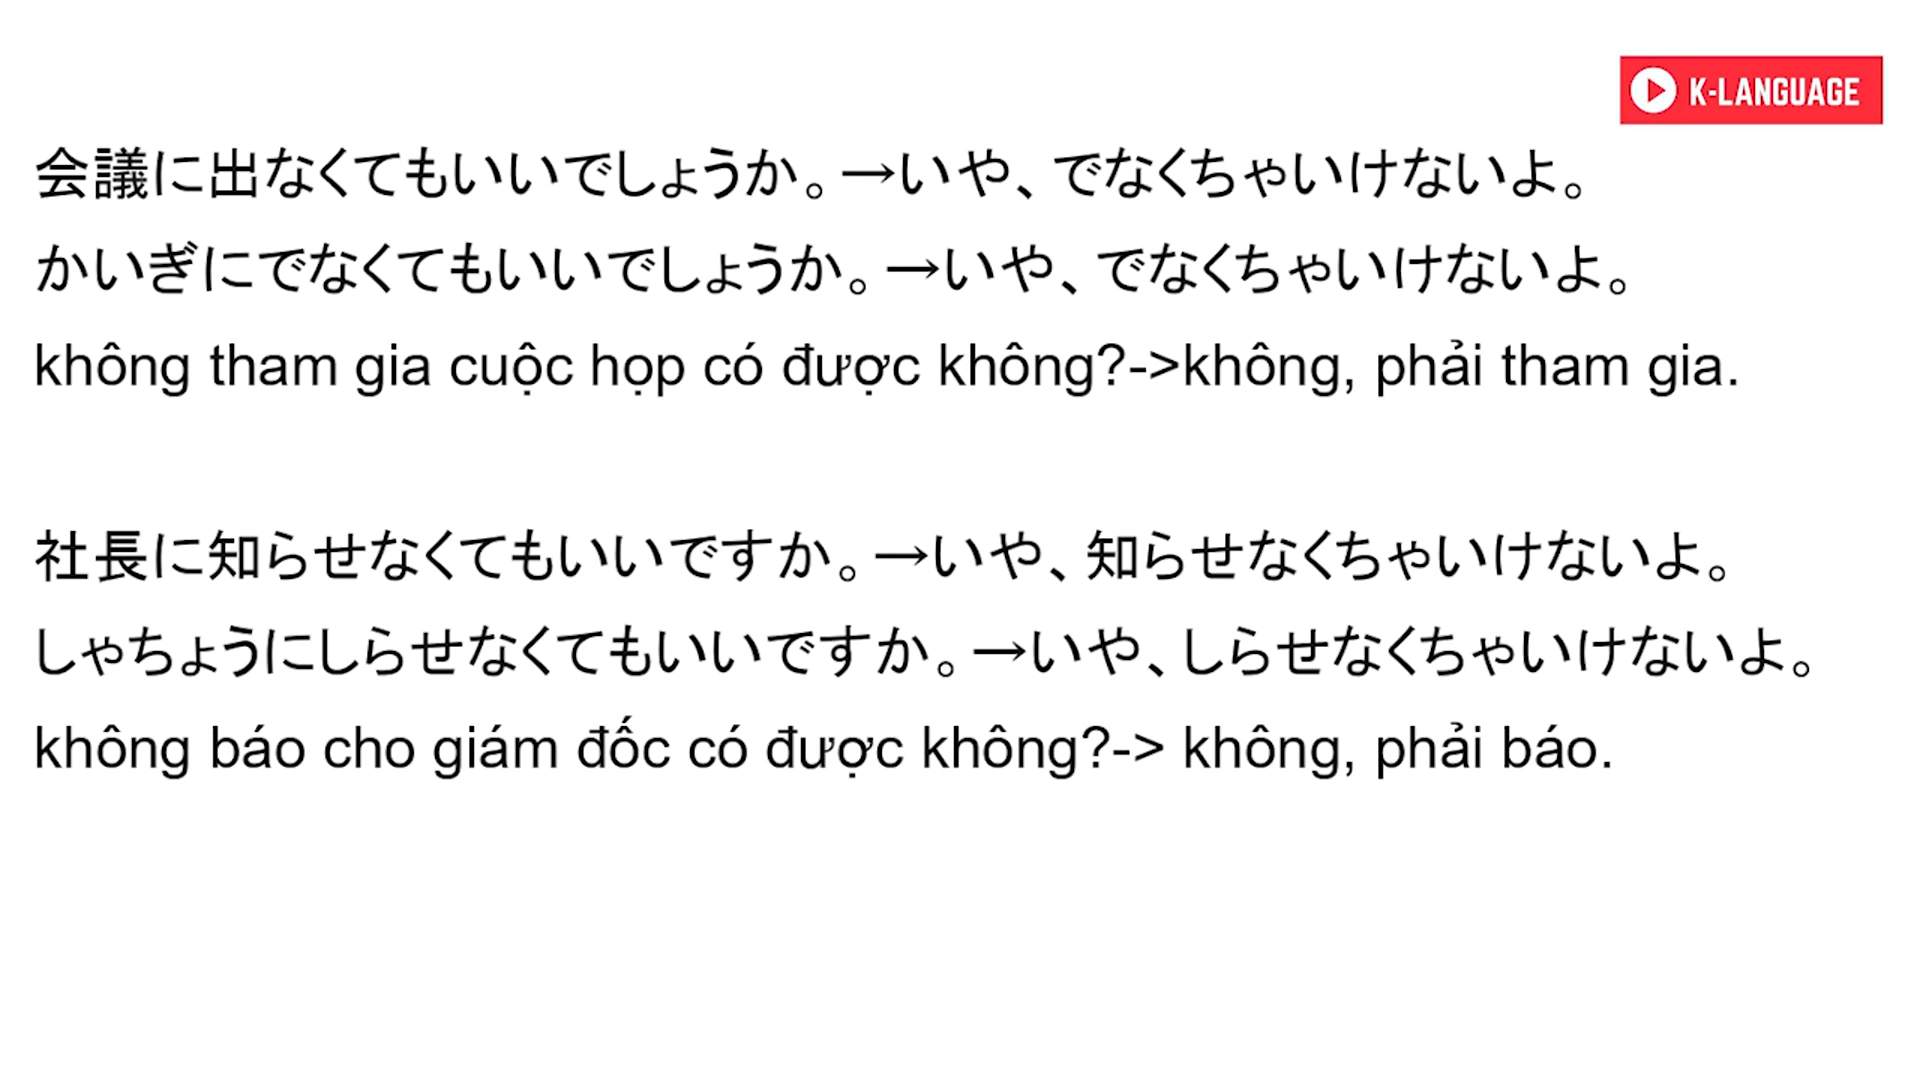 K-LANGUAGE
会議に出なくてもいいでしょうか。→いや、でなくちゃいけないよ。
かいぎにでなくてもいいでしょうか。→いや、でなくちゃいけないよ。
không tham gia cuộc họp có được không?->không, phải tham gia.
社長に知らせなくてもいいですか。→いや、知らせなくちゃいけないよ。
しゃちょうにしらせなくてもいいですか。→いや、しらせなくちゃいけないよ。
không báo cho giám đốc có được không?-> không, phải báo.